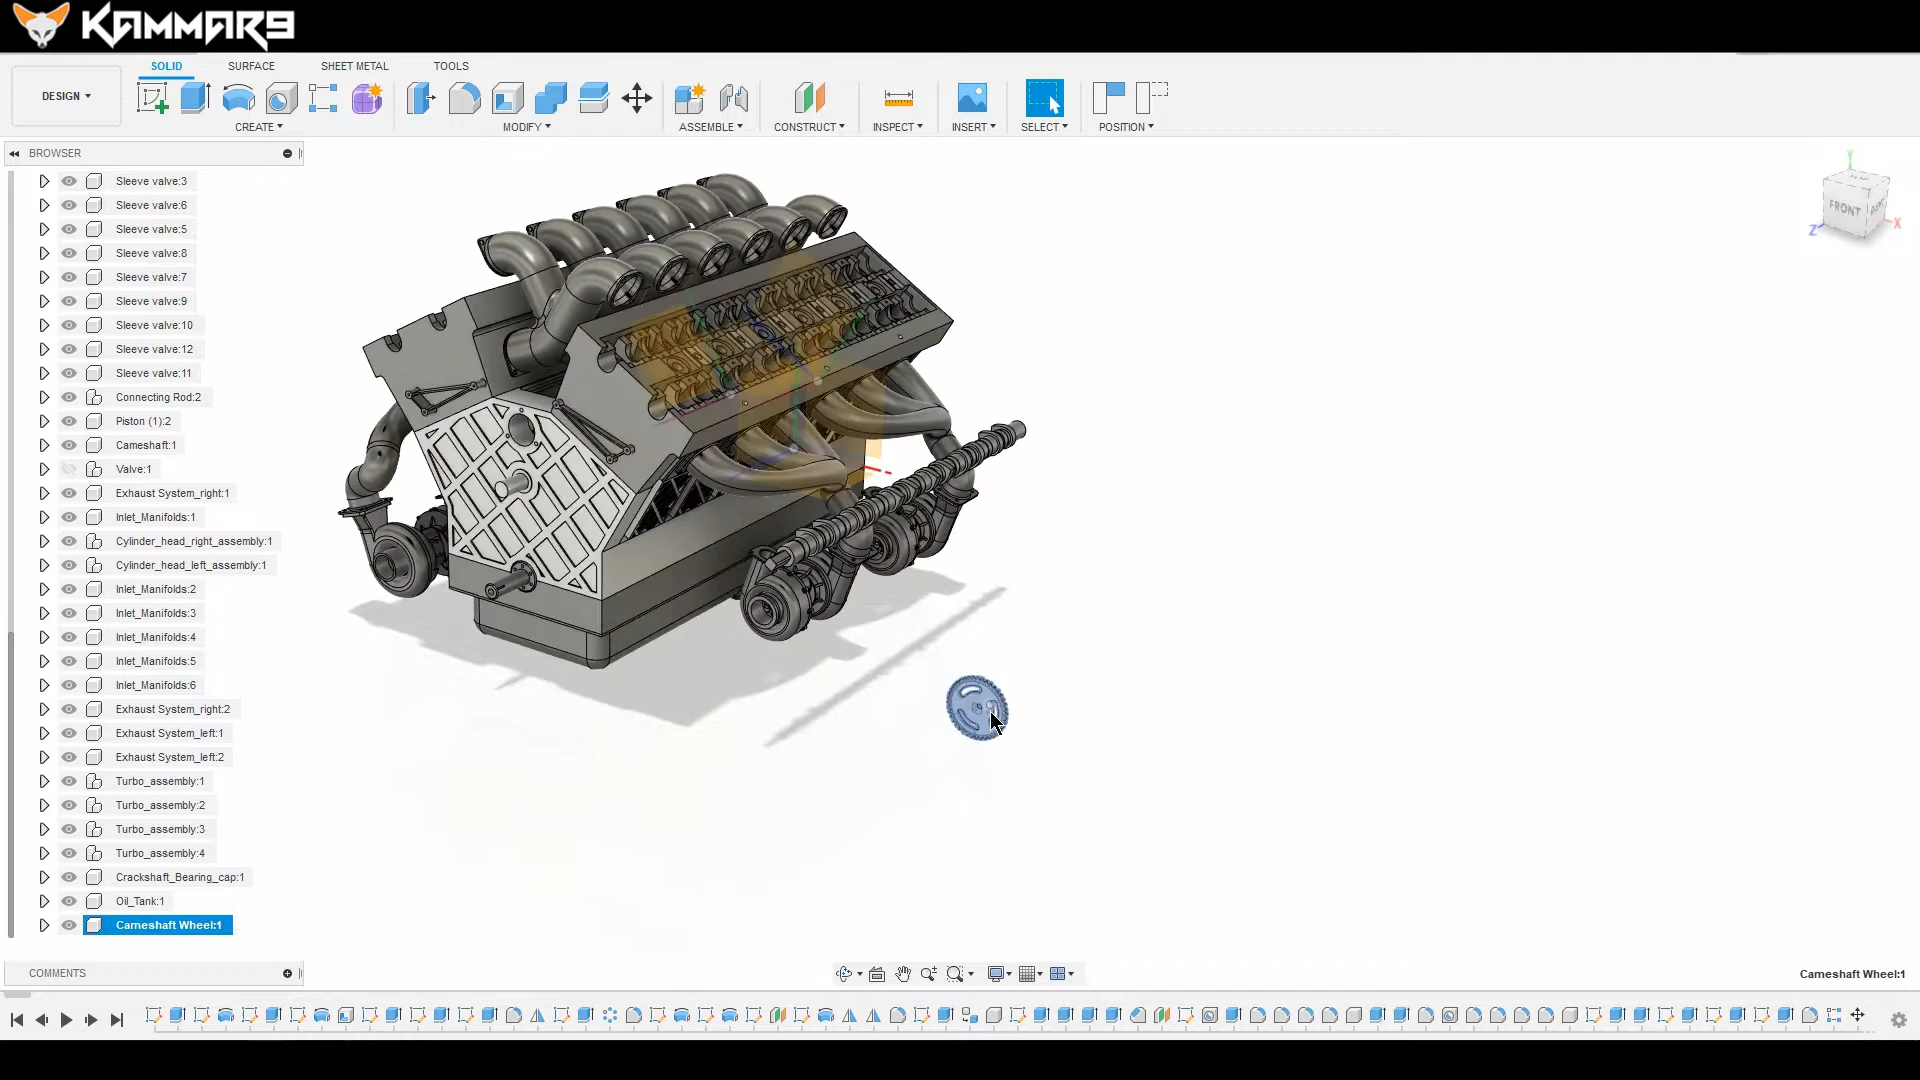 KAMMAR9
SOLID SURFACE SHEET METAL TOOLS
DESIGN
CREATE MODIFY ASSEMBLE CONSTRUCT INSPECT INSERT SELECT POSITION
BROWSER
Sleeve valve:3
Sleeve valve:6
Sleeve valve:5
Sleeve valve:8
Sleeve valve:7
Sleeve valve:9
Sleeve valve:10
Sleeve valve:12
Sleeve valve:11
Connecting Rod:2
Piston (1):2
Cameshaft:1
Valve:1
Exhaust System_right:1
Inlet_Manifolds:1
Cylinder_head_right_assembly:1
Cylinder_head_left_assembly:1
Inlet_Manifolds:2
Inlet_Manifolds:3
Inlet_Manifolds:4
Inlet_Manifolds:5
Inlet_Manifolds:6
Exhaust System_right:2
Exhaust System_left:1
Exhaust System_left:2
Turbo_assembly:1
Turbo_assembly:2
Turbo_assembly:3
Turbo_assembly:4
Crackshaft_Bearing_cap:1
Oil_Tank:1
Cameshaft Wheel:1
Y
FRONT
Z
X
COMMENTS
Cameshaft Wheel:1